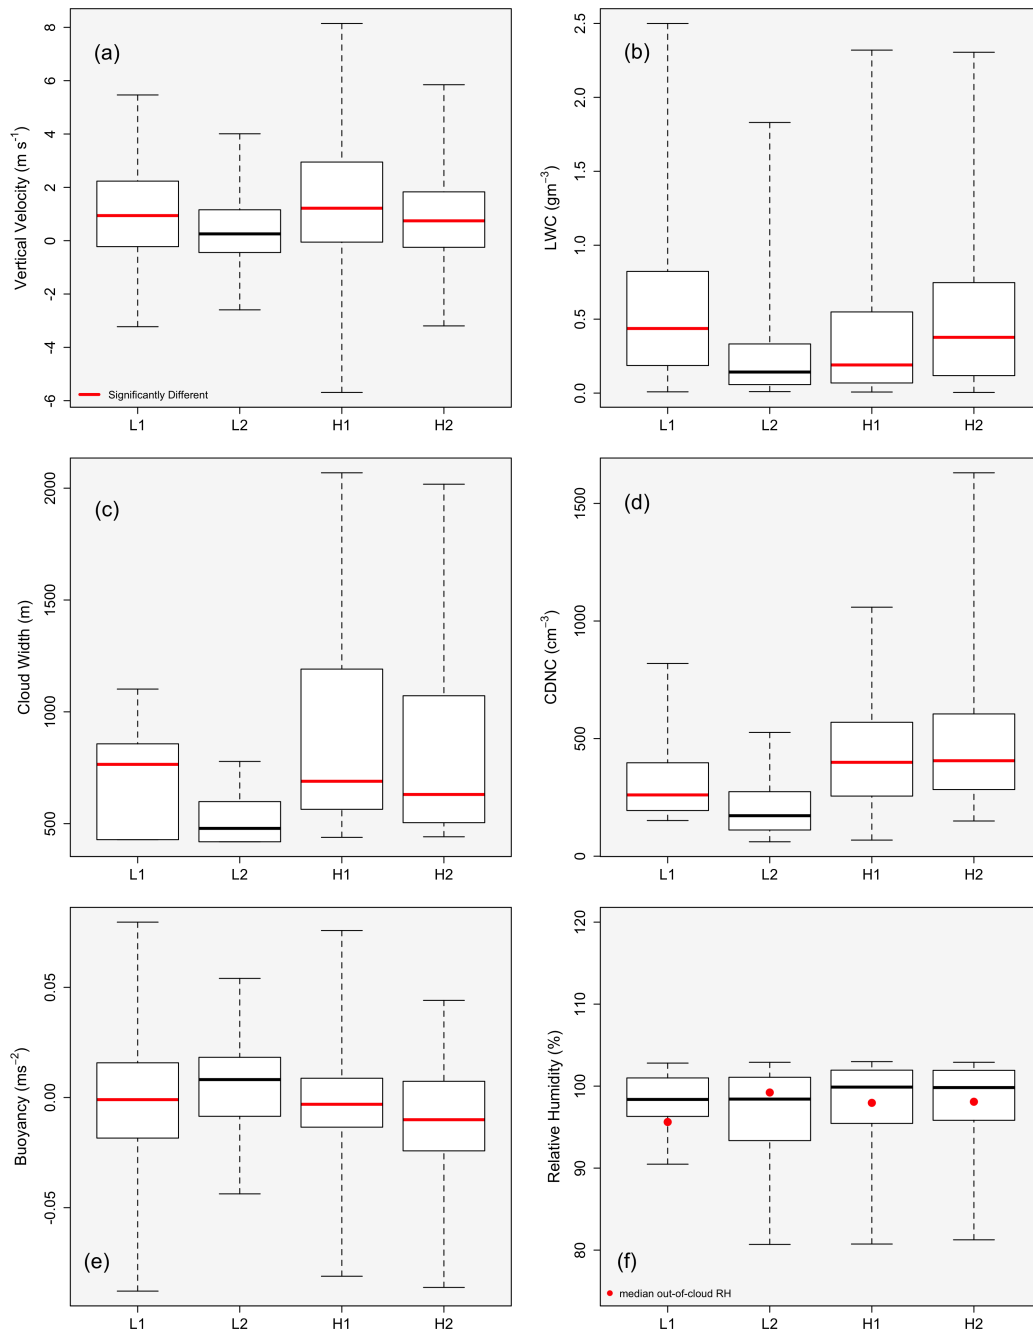 (a)
Vertical Velocity (m s-1)
8
6
4
2
0
-2
-4
-6
Significantly Different
L1 L2 H1 H2
(b)
LWC (gm−3)
2.5
2.0
1.5
1.0
0.5
0.0
L1 L2 H1 H2
(c)
Cloud Width (m)
2000
1500
1000
500
L1 L2 H1 H2
(d)
CDNC (cm−3)
1500
1000
500
0
L1 L2 H1 H2
(e)
Buoyancy (ms−2)
0.05
0.00
-0.05
L1 L2 H1 H2
(f)
Relative Humidity (%)
120
110
100
90
80
median out-of-cloud RH
L1 L2 H1 H2